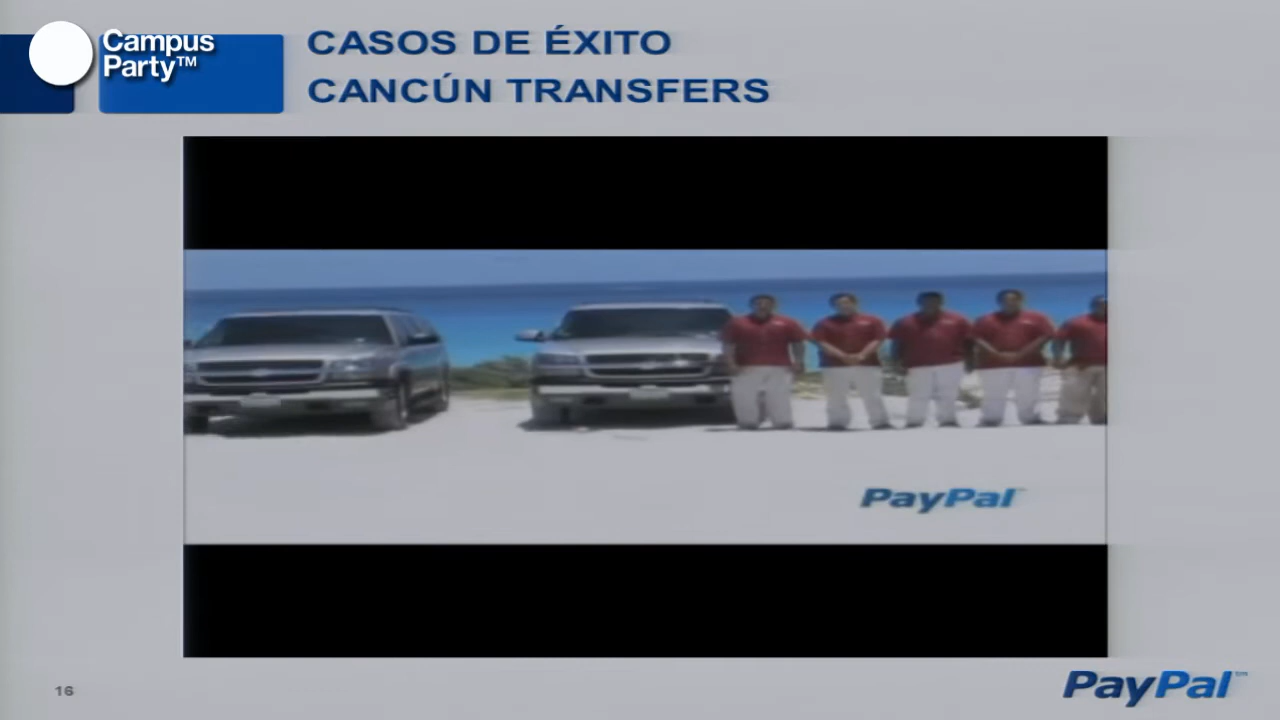 Campus
Party™
CASOS DE ÉXITO
CANCÚN TRANSFERS
PayPal
16
PayPal™